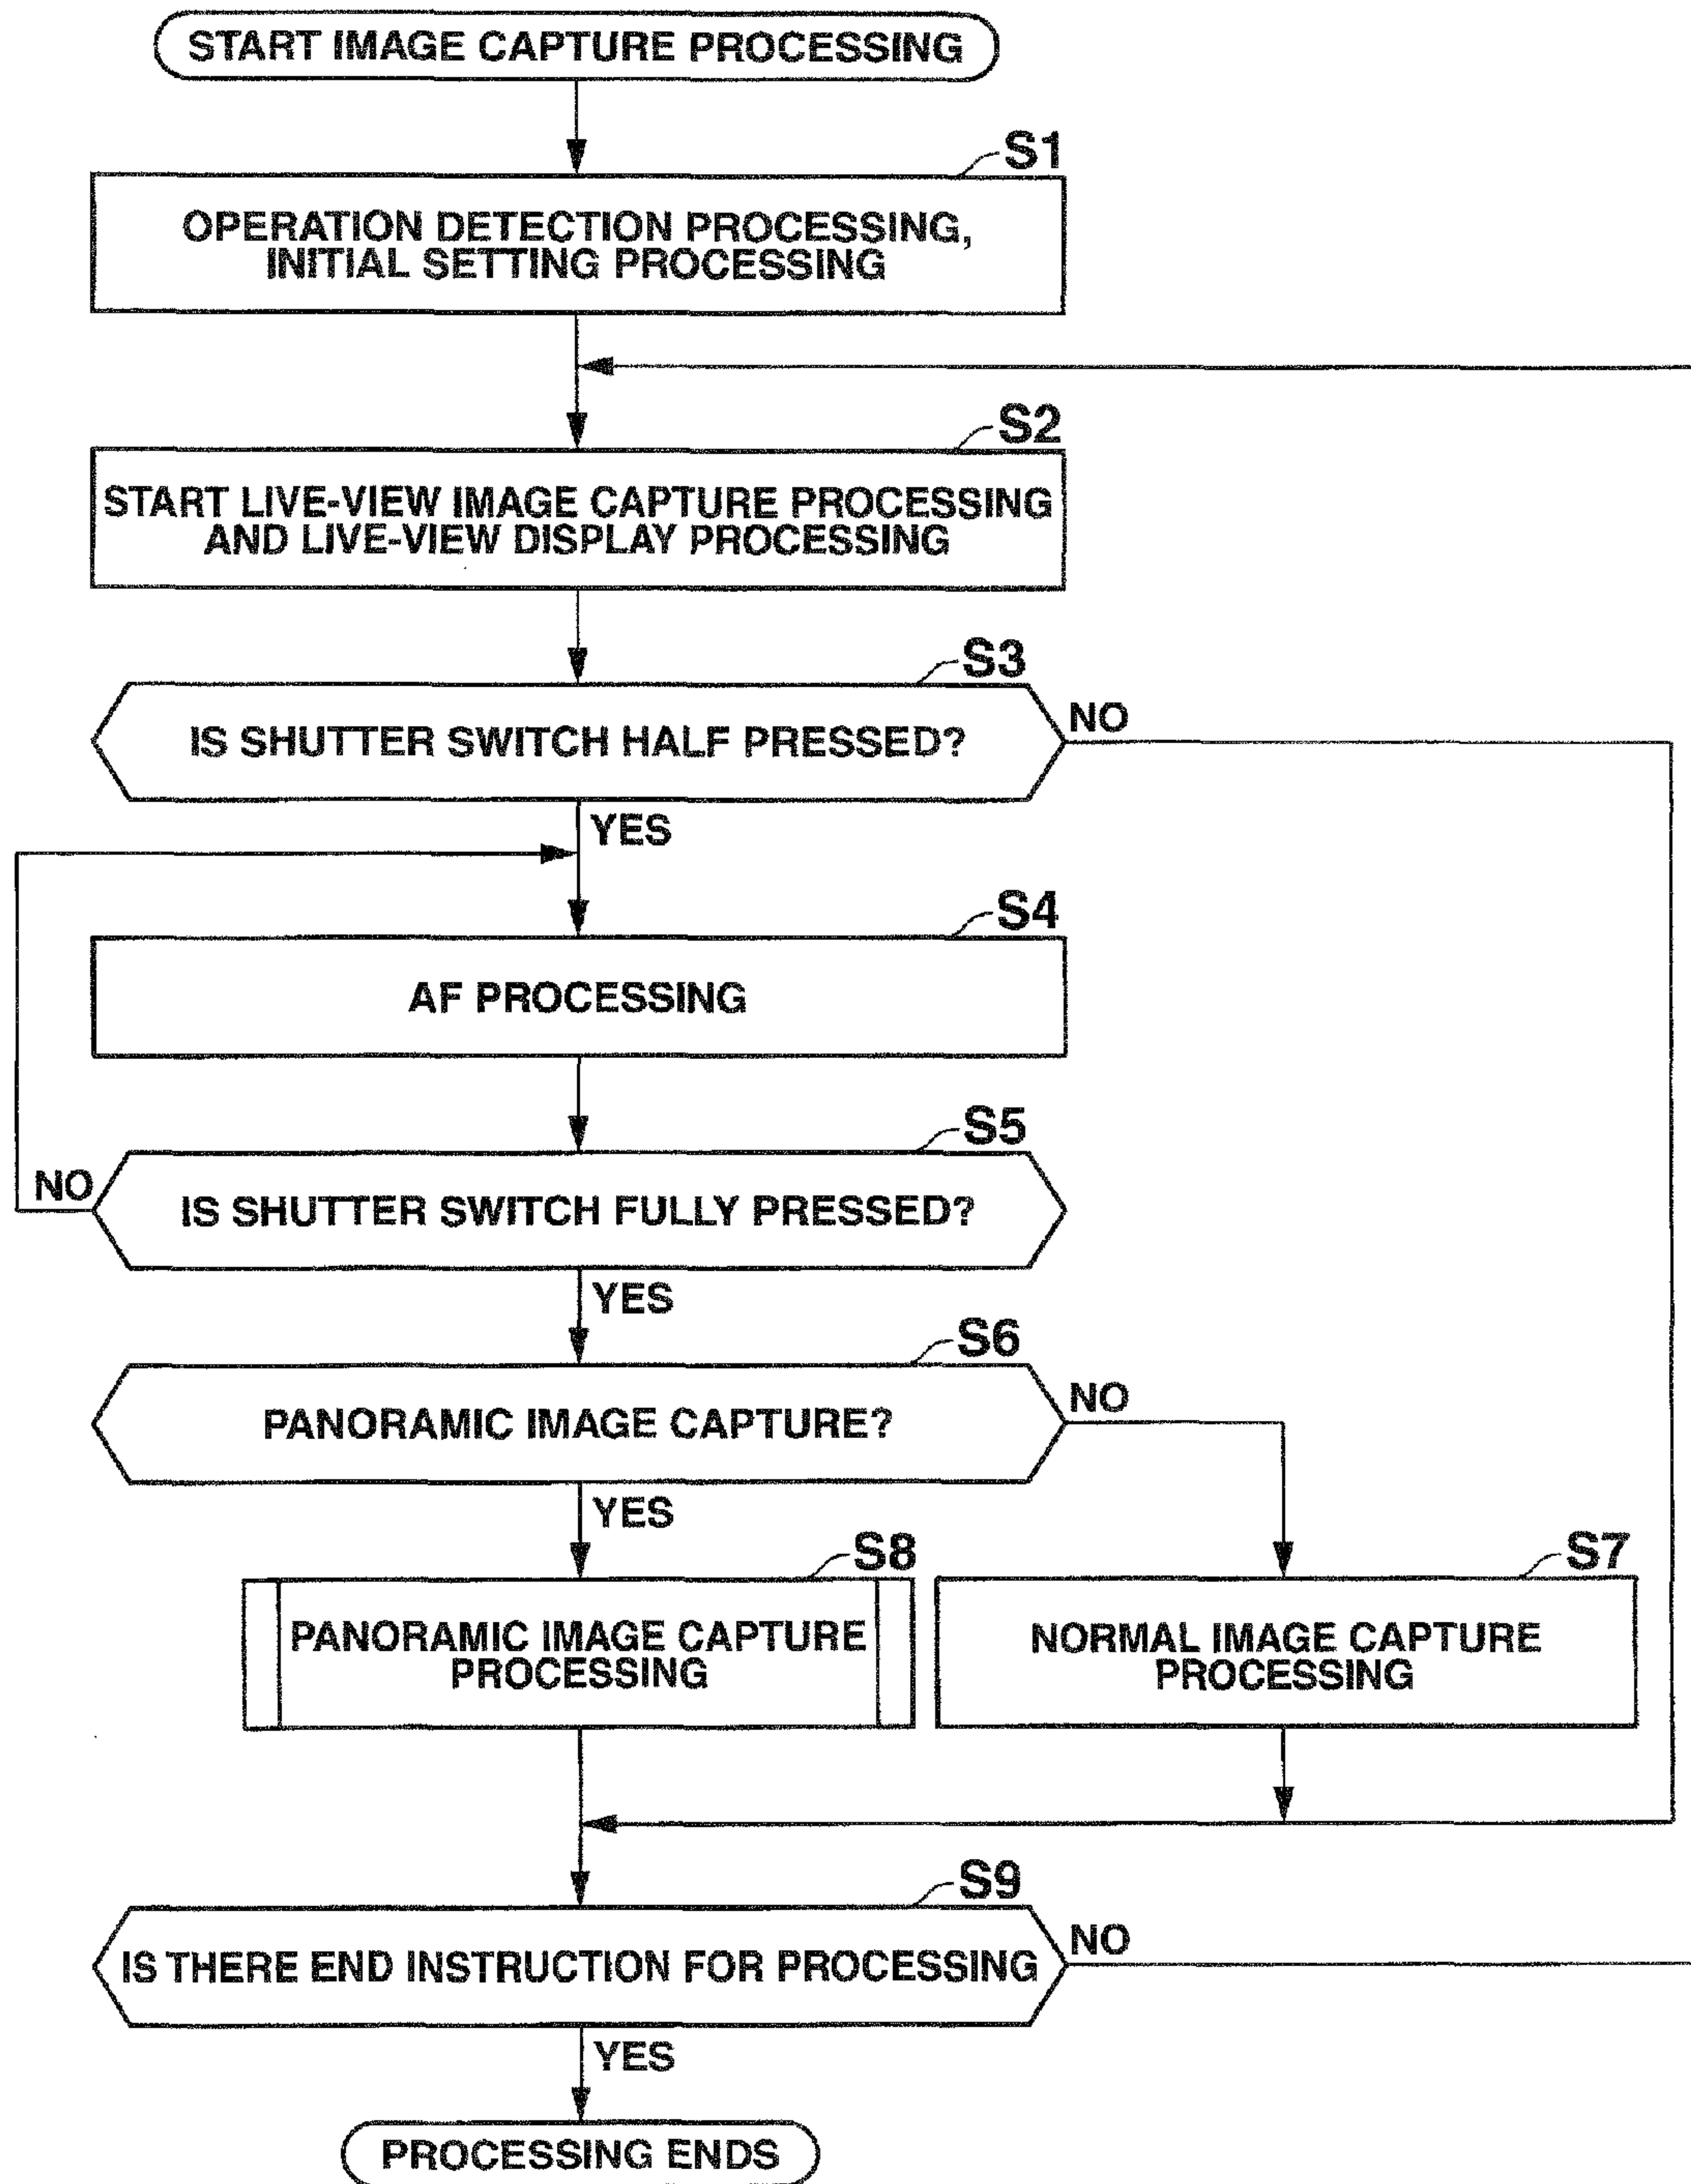 START IMAGE CAPTURE PROCESSING
S1
OPERATION DETECTION PROCESSING,
INITIAL SETTING PROCESSING
S2
START LIVE-VIEW IMAGE CAPTURE PROCESSING
AND LIVE-VIEW DISPLAY PROCESSING
S3
IS SHUTTER SWITCH HALF PRESSED?
NO
YES
S4
AF PROCESSING
S5
NO
IS SHUTTER SWITCH FULLY PRESSED?
YES
S6
PANORAMIC IMAGE CAPTURE?
NO
YES
S8
PANORAMIC IMAGE CAPTURE
PROCESSING
S7
NORMAL IMAGE CAPTURE
PROCESSING
S9
IS THERE END INSTRUCTION FOR PROCESSING
NO
YES
PROCESSING ENDS